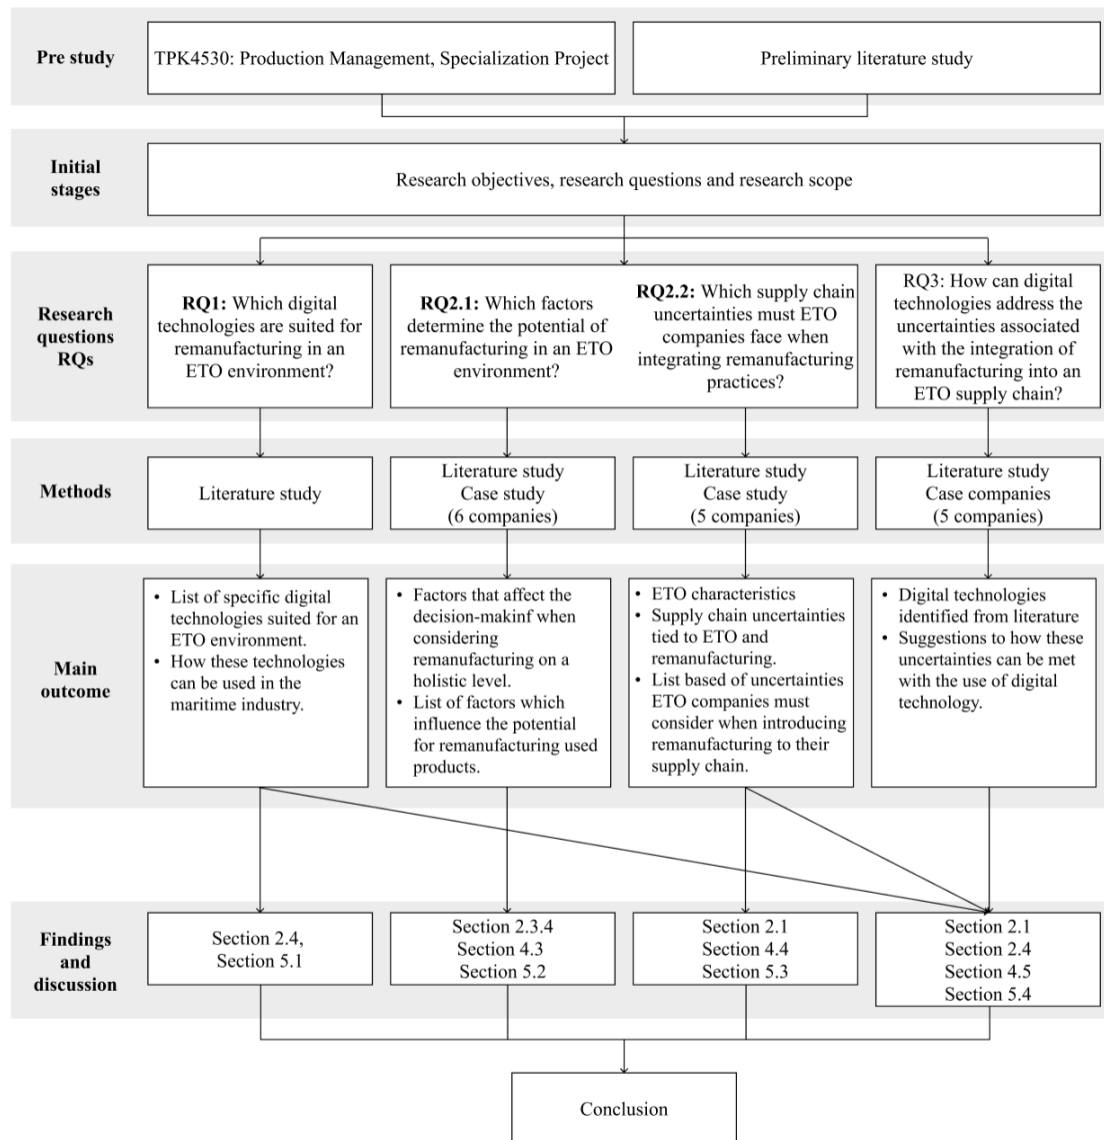 Pre study
TPK4530: Production Management, Specialization Project
Preliminary literature study
Initial
stages
Research objectives, research questions and research scope
Research
questions
RQs
RQ1: Which digital
technologies are suited for
remanufacturing in an
ETO environment?
RQ2.1: Which factors
determine the potential of
remanufacturing in an ETO
environment?
RQ2.2: Which supply chain
uncertainties must ETO
companies face when
integrating remanufacturing
practices?
RQ3: How can digital
technologies address the
uncertainties associated
with the integration of
remanufacturing into an
ETO supply chain?
Methods
Literature study
Literature study
Case study
(6 companies)
Literature study
Case study
(5 companies)
Literature study
Case companies
(5 companies)
Main
outcome
• List of specific digital
technologies suited for an
ETO environment.
• How these technologies
can be used in the
maritime industry.
• Factors that affect the
decision-makinf when
considering
remanufacturing on a
holistic level.
• List of factors which
influence the potential
for remanufacturing used
products.
• ETO characteristics
• Supply chain uncertainties
tied to ETO and
remanufacturing.
• List based of uncertainties
ETO companies must
consider when introducing
remanufacturing to their
supply chain.
• Digital technologies
identified from literature
• Suggestions to how these
uncertainties can be met
with the use of digital
technology.
Findings
and
discussion
Section 2.4,
Section 5.1
Section 2.3.4
Section 4.3
Section 5.2
Section 2.1
Section 4.4
Section 5.3
Section 2.1
Section 2.4
Section 4.5
Section 5.4
Conclusion